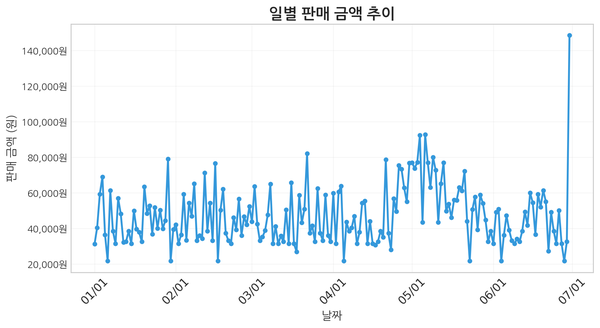 일별 판매 금액 추이
판매 금액 (원)
140,000원
120,000원
100,000원
80,000원
60,000원
40,000원
20,000원
01/01
02/01
03/01
04/01
05/01
06/01
07/01
날짜